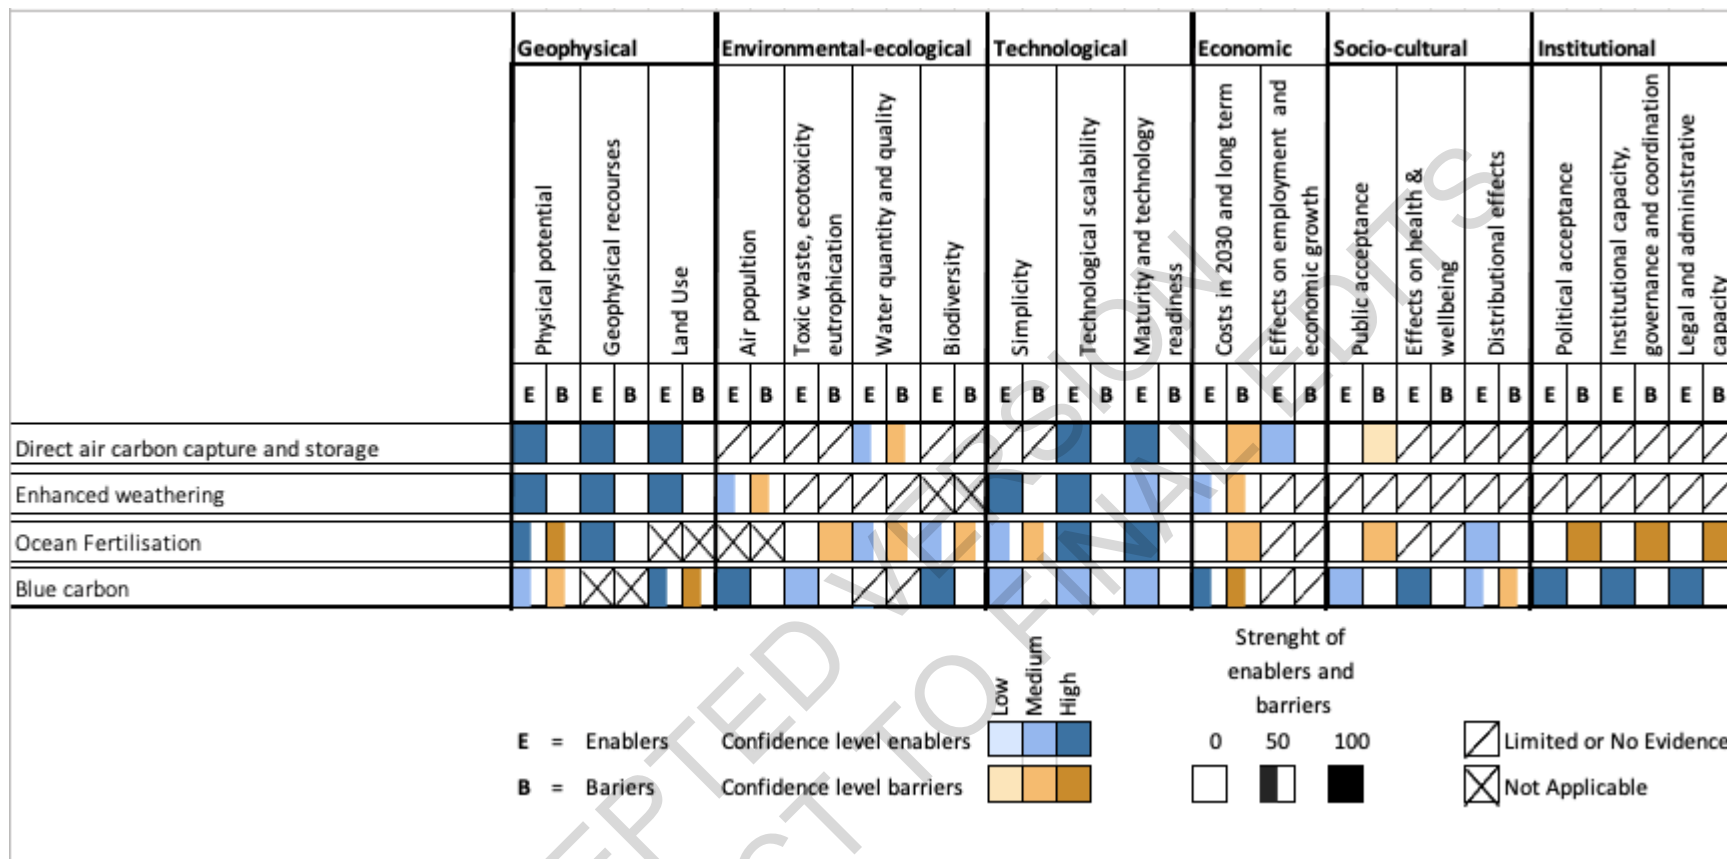 Geophysical Environmental-ecological Technological Economic Socio-cultural Institutional
Physical potential
Geophysical recourses
Land Use
Air popultion
Toxic waste, ecotoxicity
eutrophication
Water quantity and quality
Biodiversity
Simplicity
Technological scalability
Maturity and technology
readiness
Costs in 2030 and long term
Effects on employment and
economic growth
Public acceptance
Effects on health &
wellbeing
Distributional effects
Political acceptance
Institutional capacity,
governance and coordination
Legal and administrative
capacity
E B E B E B E B E B E B E B E B E B E B E B E B E B E B E B E B E B E B
Direct air carbon capture and storage
Enhanced weathering
Ocean Fertilisation
Blue carbon
Low
Medium
High
Strenght of
enablers and
barriers
E = Enablers Confidence level enablers 0 50 100 Limited or No Evidence
B = Bariers Confidence level barriers Not Applicable
EPTED VERSION
CT TO FINAL EDITS